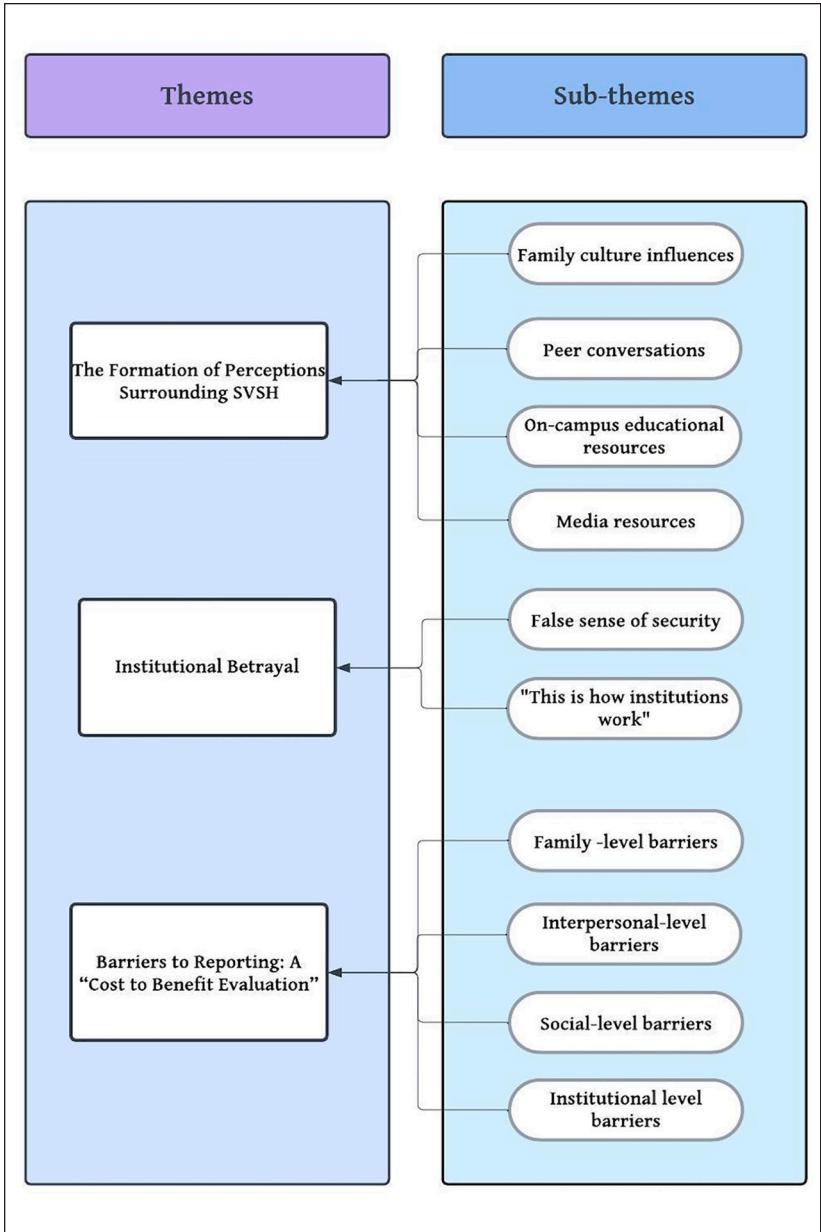 Themes
Sub-themes
The Formation of Perceptions
Surrounding SVSH
Family culture influences
Peer conversations
On-campus educational
resources
Media resources
Institutional Betrayal
False sense of security
"This is how institutions
work"
Barriers to Reporting: A
“Cost to Benefit Evaluation”
Family -level barriers
Interpersonal-level
barriers
Social-level barriers
Institutional level
barriers